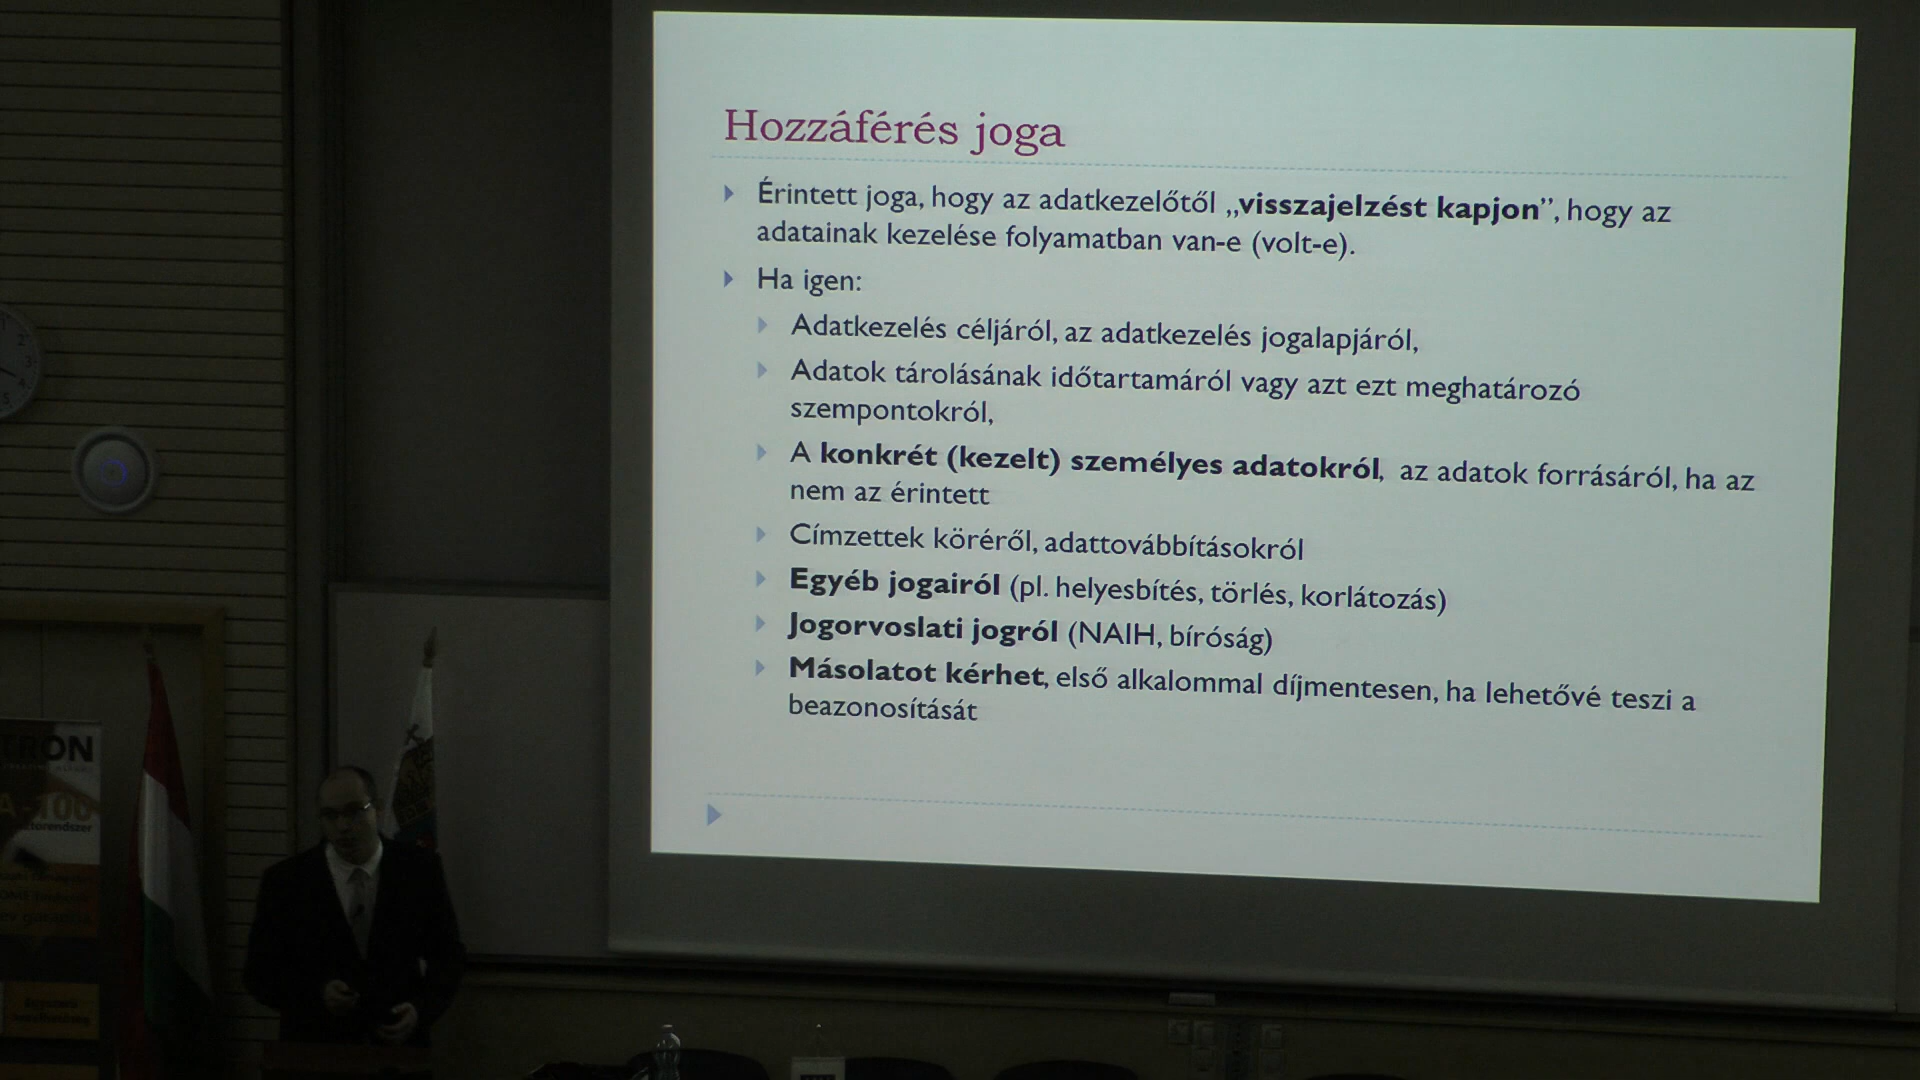 Hozzáférés joga
Érintett joga, hogy az adatkezelőtől „visszajelzést kapjon”, hogy az
adatainak kezelése folyamatban van-e (volt-e).
Ha igen:
Adatkezelés céljáról, az adatkezelés jogalapjáról,
Adatok tárolásának időtartamáról vagy azt ezt meghatározó
szempontokról,
A konkrét (kezelt) személyes adatokról, az adatok forrásáról, ha az
nem az érintett
Címzettek köréről, adattovábbításokról
Egyéb jogairól (pl. helyesbítés, törlés, korlátozás)
Jogorvoslati jogról (NAIH, bíróság)
Másolatot kérhet, első alkalommal díjmentesen, ha lehetővé teszi a
beazonosítását
TRON
A-100